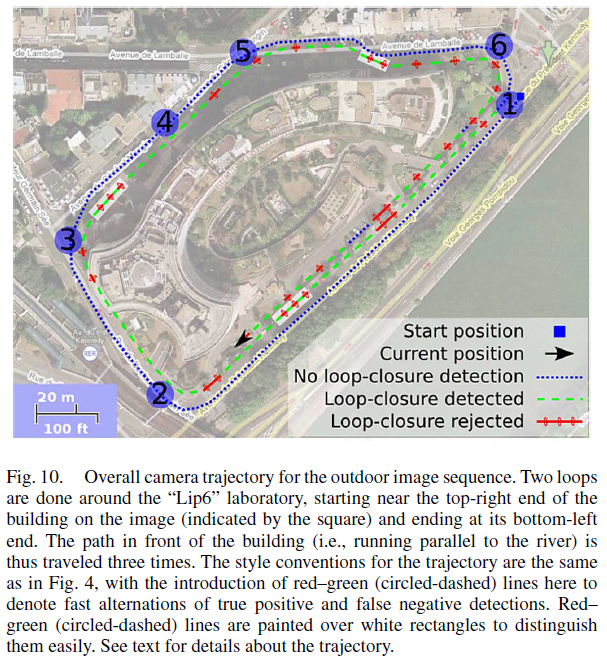 de Lamballe
Avenue de Lamballe
Avenue de Lamballe
6
5
1
4
3
2
Voie Georges Pompidou
Voie Georges
Av. du
Kennedy
RER
Rue
20 m
100 ft
Start position
Current position
No loop-closure detection
Loop-closure detected
Loop-closure rejected
Fig. 10. Overall camera trajectory for the outdoor image sequence. Two loops
are done around the “Lip6” laboratory, starting near the top-right end of the
building on the image (indicated by the square) and ending at its bottom-left
end. The path in front of the building (i.e., running parallel to the river) is
thus traveled three times. The style conventions for the trajectory are the same
as in Fig. 4, with the introduction of red–green (circled-dashed) lines here to
denote fast alternations of true positive and false negative detections. Red–
green (circled-dashed) lines are painted over white rectangles to distinguish
them easily. See text for details about the trajectory.